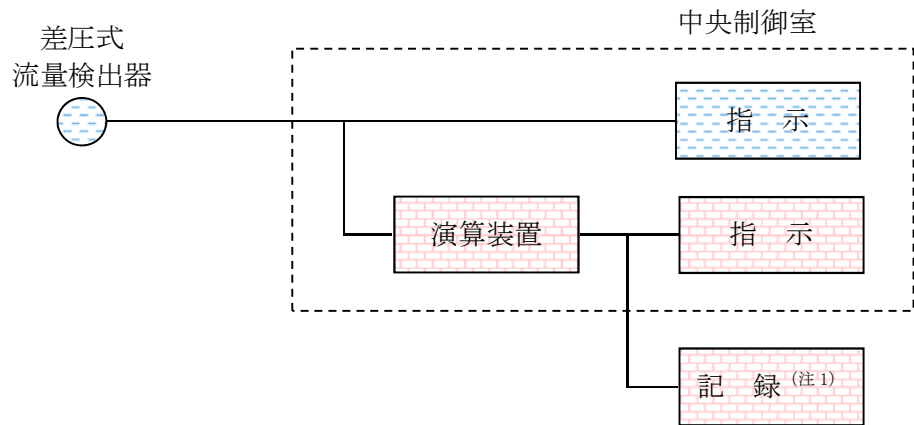 中央制御室
差圧式
流量検出器
指　示
演算装置
指　示
記　録(注1)